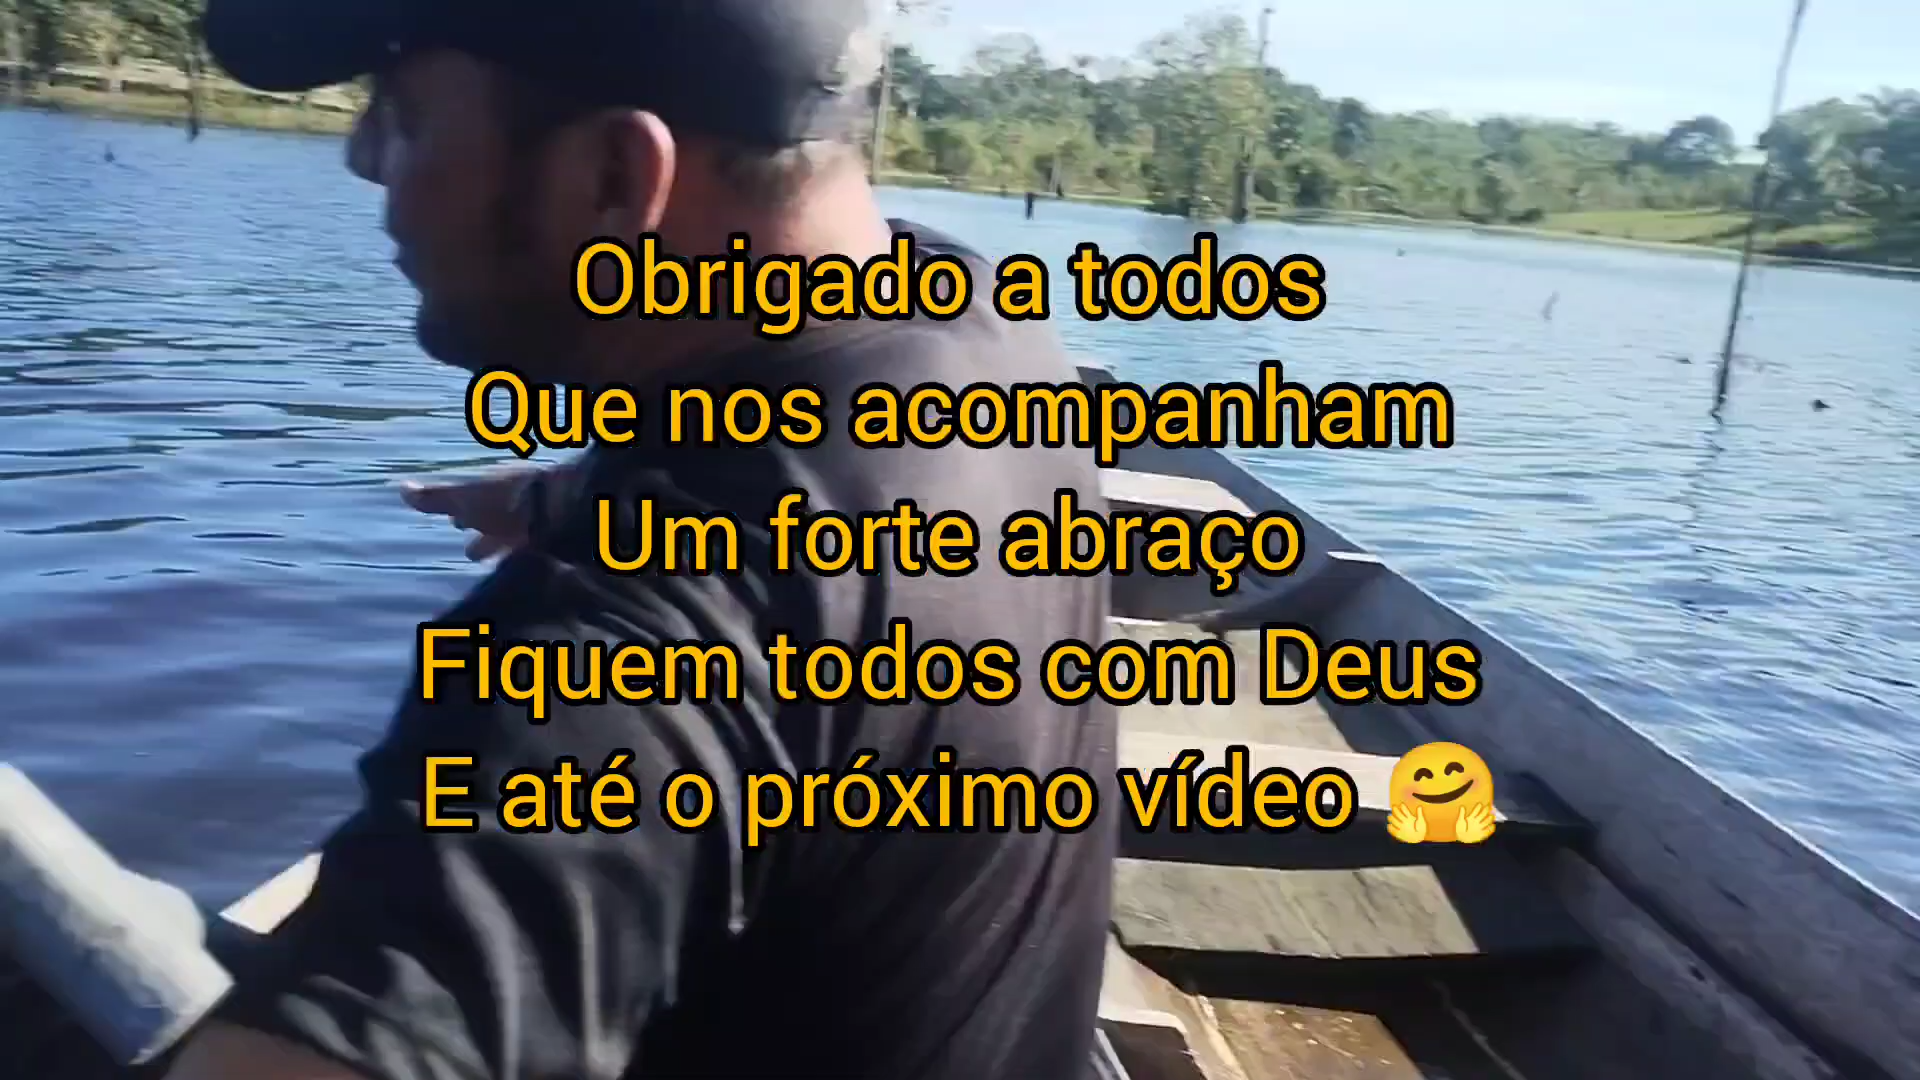 Obrigado a todos
Que nos acompanham
Um forte abraço
Fiquem todos com Deus
E até o próximo vídeo 🤗